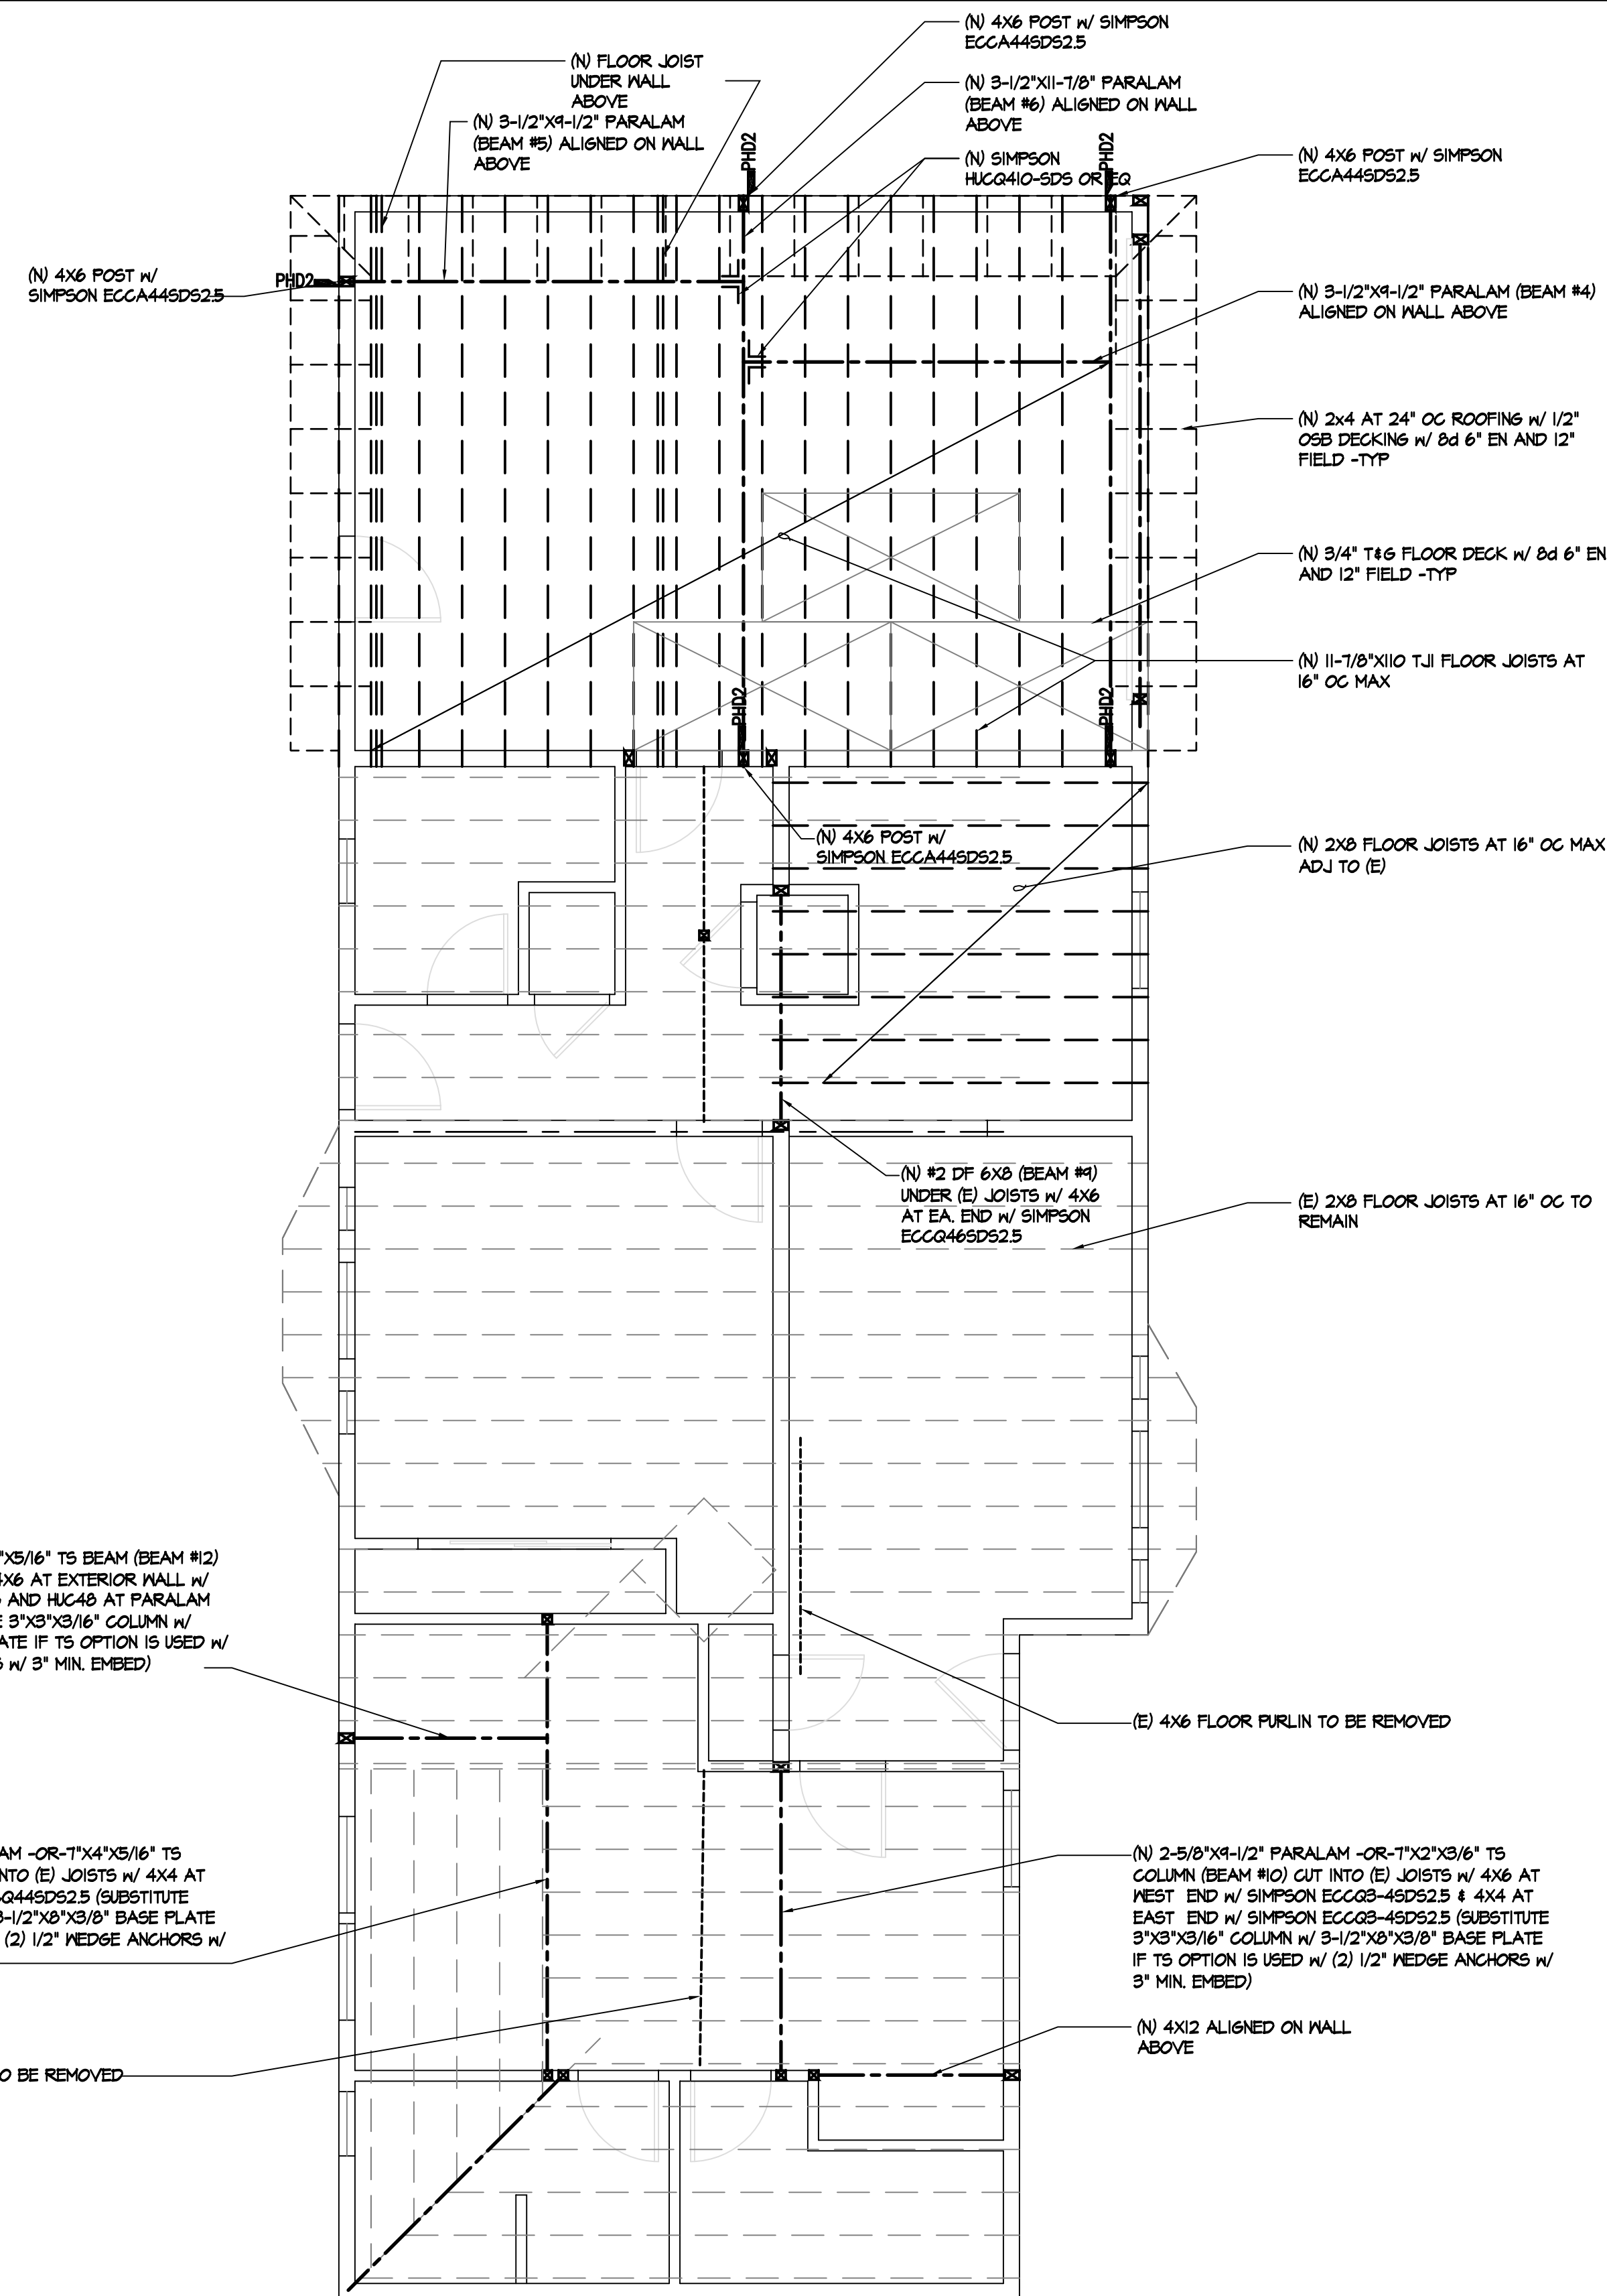 (N) 4X6 POST w/ SIMPSON
ECCA44SDS2.5
(N) FLOOR JOIST
UNDER WALL
ABOVE
(N) 3-1/2"X11-7/8" PARALAM
(BEAM #6) ALIGNED ON WALL
ABOVE
(N) 3-1/2"X9-1/2" PARALAM
(BEAM #5) ALIGNED ON WALL
ABOVE
(N) SIMPSON
HUCQ410-SDS OR EQ
(N) 4X6 POST w/ SIMPSON
ECCA44SDS2.5
PHD2
PHD2
(N) 4X6 POST w/
SIMPSON ECCA44SDS2.5
PHD2
(N) 3-1/2"X9-1/2" PARALAM (BEAM #4)
ALIGNED ON WALL ABOVE
(N) 2x4 AT 24" OC ROOFING w/ 1/2"
OSB DECKING w/ 8d 6" EN AND 12"
FIELD -TYP
(N) 3/4" T&G FLOOR DECK w/ 8d 6" EN
AND 12" FIELD -TYP
(N) 11-7/8"X110 TJI FLOOR JOISTS AT
16" OC MAX
PHD2
PHD2
(N) 4X6 POST w/
SIMPSON ECCA44SDS2.5
(N) 2X8 FLOOR JOISTS AT 16" OC MAX
ADJ TO (E)
(N) #2 DF 6X8 (BEAM #9)
UNDER (E) JOISTS w/ 4X6
AT EA. END w/ SIMPSON
ECCQ46SDS2.5
(E) 2X8 FLOOR JOISTS AT 16" OC TO
REMAIN
"X5/16" TS BEAM (BEAM #12)
4X6 AT EXTERIOR WALL w/
AND HUC48 AT PARALAM
3"X3"X3/16" COLUMN w/
IF TS OPTION IS USED w/
w/ 3" MIN. EMBED)
(E) 4X6 FLOOR PURLIN TO BE REMOVED
-OR-7"X4"X5/16" TS
(E) JOISTS w/ 4X4 AT
Q44SDS2.5 (SUBSTITUTE
3-1/2"X8"X3/8" BASE PLATE
(2) 1/2" WEDGE ANCHORS w/
(N) 2-5/8"X9-1/2" PARALAM -OR-7"X2"X3/6" TS
COLUMN (BEAM #10) CUT INTO (E) JOISTS w/ 4X6 AT
WEST END w/ SIMPSON ECCQ3-4SDS2.5 & 4X4 AT
EAST END w/ SIMPSON ECCQ3-4SDS2.5 (SUBSTITUTE
3"X3"X3/16" COLUMN w/ 3-1/2"X8"X3/8" BASE PLATE
IF TS OPTION IS USED w/ (2) 1/2" WEDGE ANCHORS w/
3" MIN. EMBED)
(N) 4X12 ALIGNED ON WALL
ABOVE
BE REMOVED